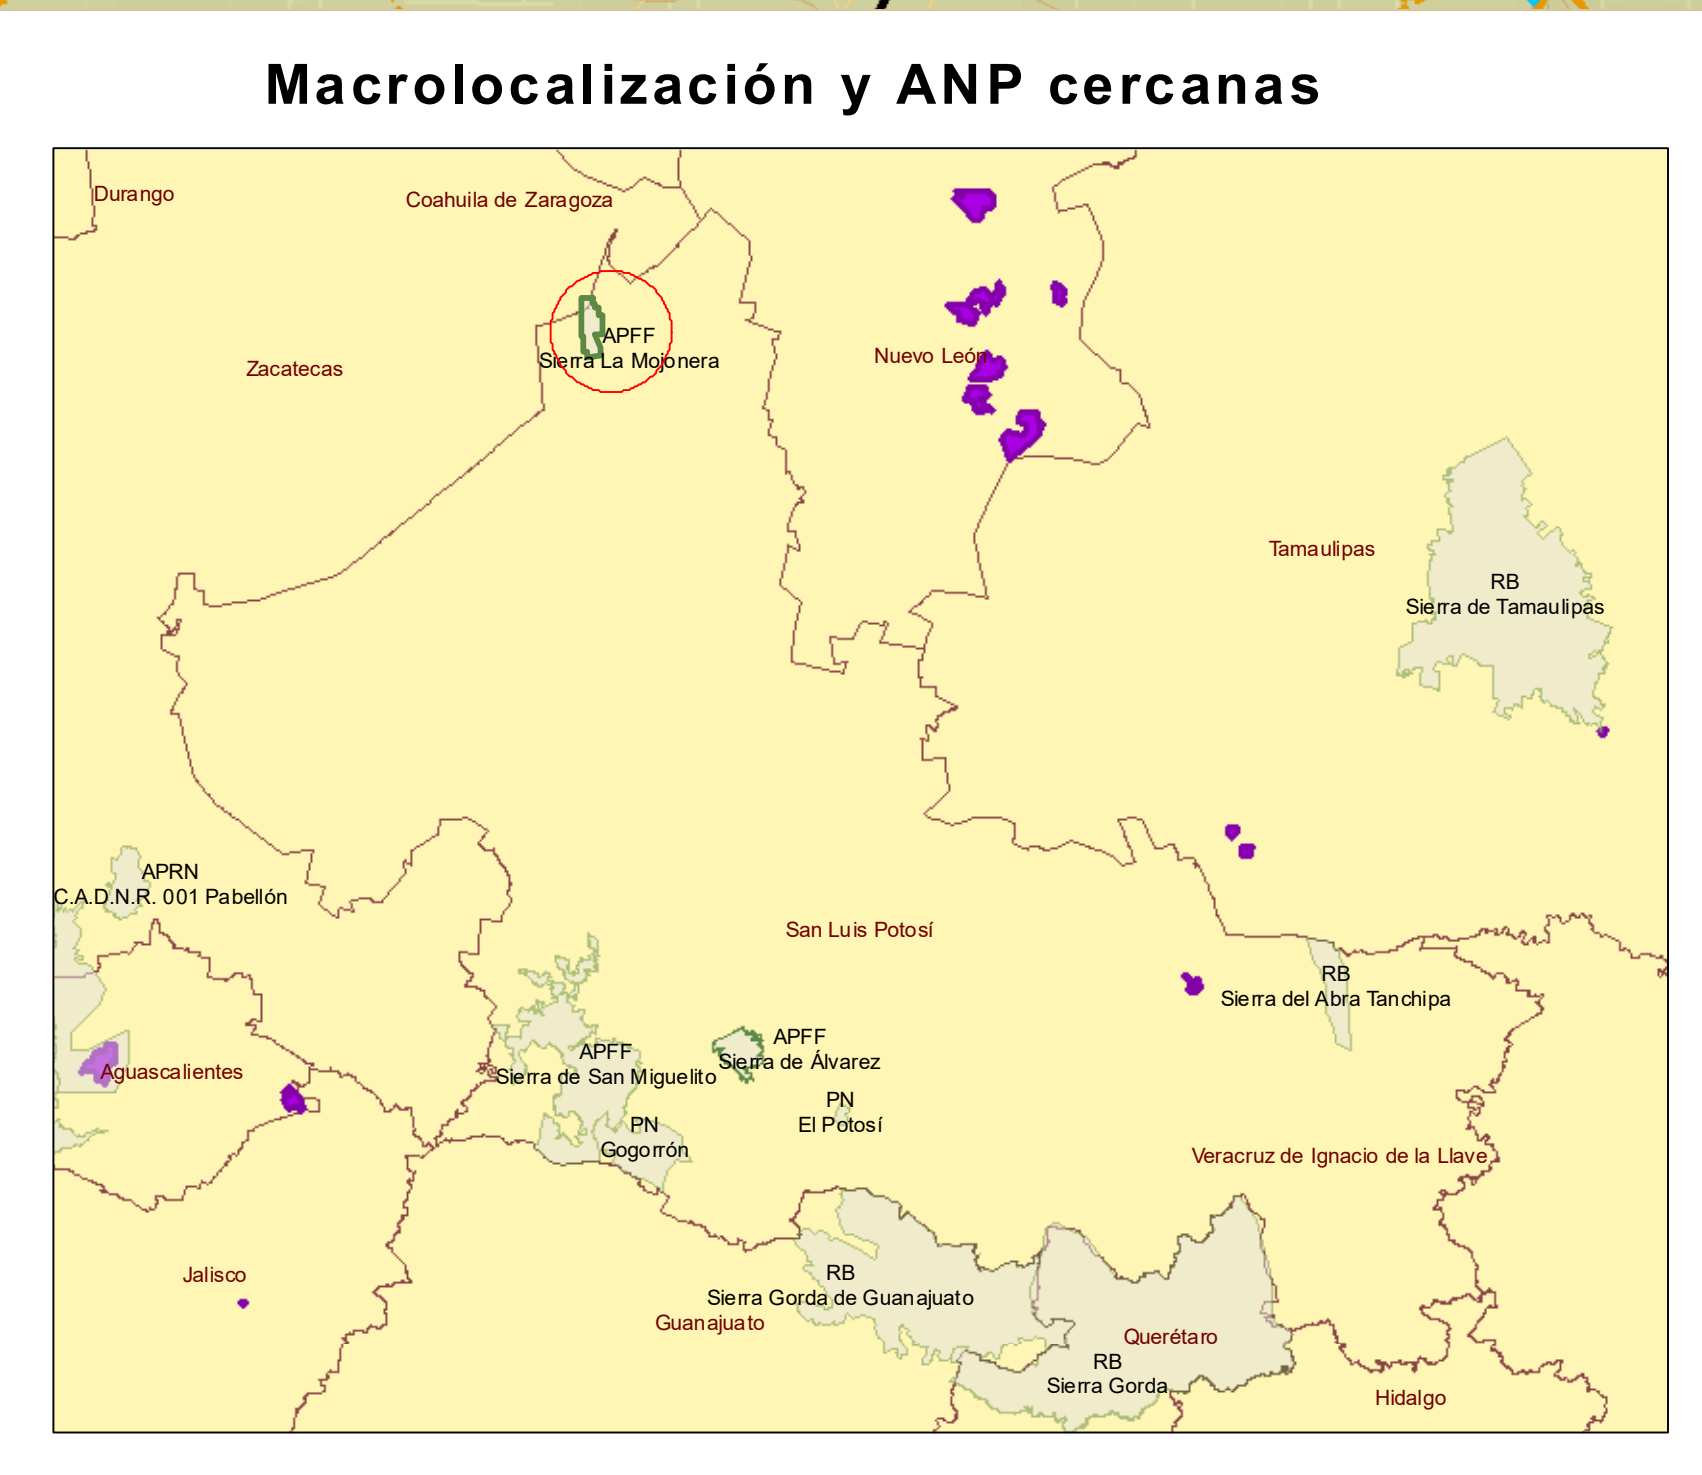 Macrolocalización y ANP cercanas
Durango
Coahuila de Zaragoza
APFF
Sierra La Mojonera
Zacatecas
Nuevo León
Tamaulipas
RB
Sierra de Tamaulipas
APRN
C.A.D.N.R. 001 Pabellón
San Luis Potosí
RB
Sierra del Abra Tanchipa
APFF
Sierra de Álvarez
APFF
Sierra de San Miguelito
Aguascalientes
PN
El Potosí
PN
Gogorrón
Veracruz de Ignacio de la Llave
Jalisco
RB
Sierra Gorda de Guanajuato
Guanajuato
Querétaro
RB
Sierra Gorda
Hidalgo